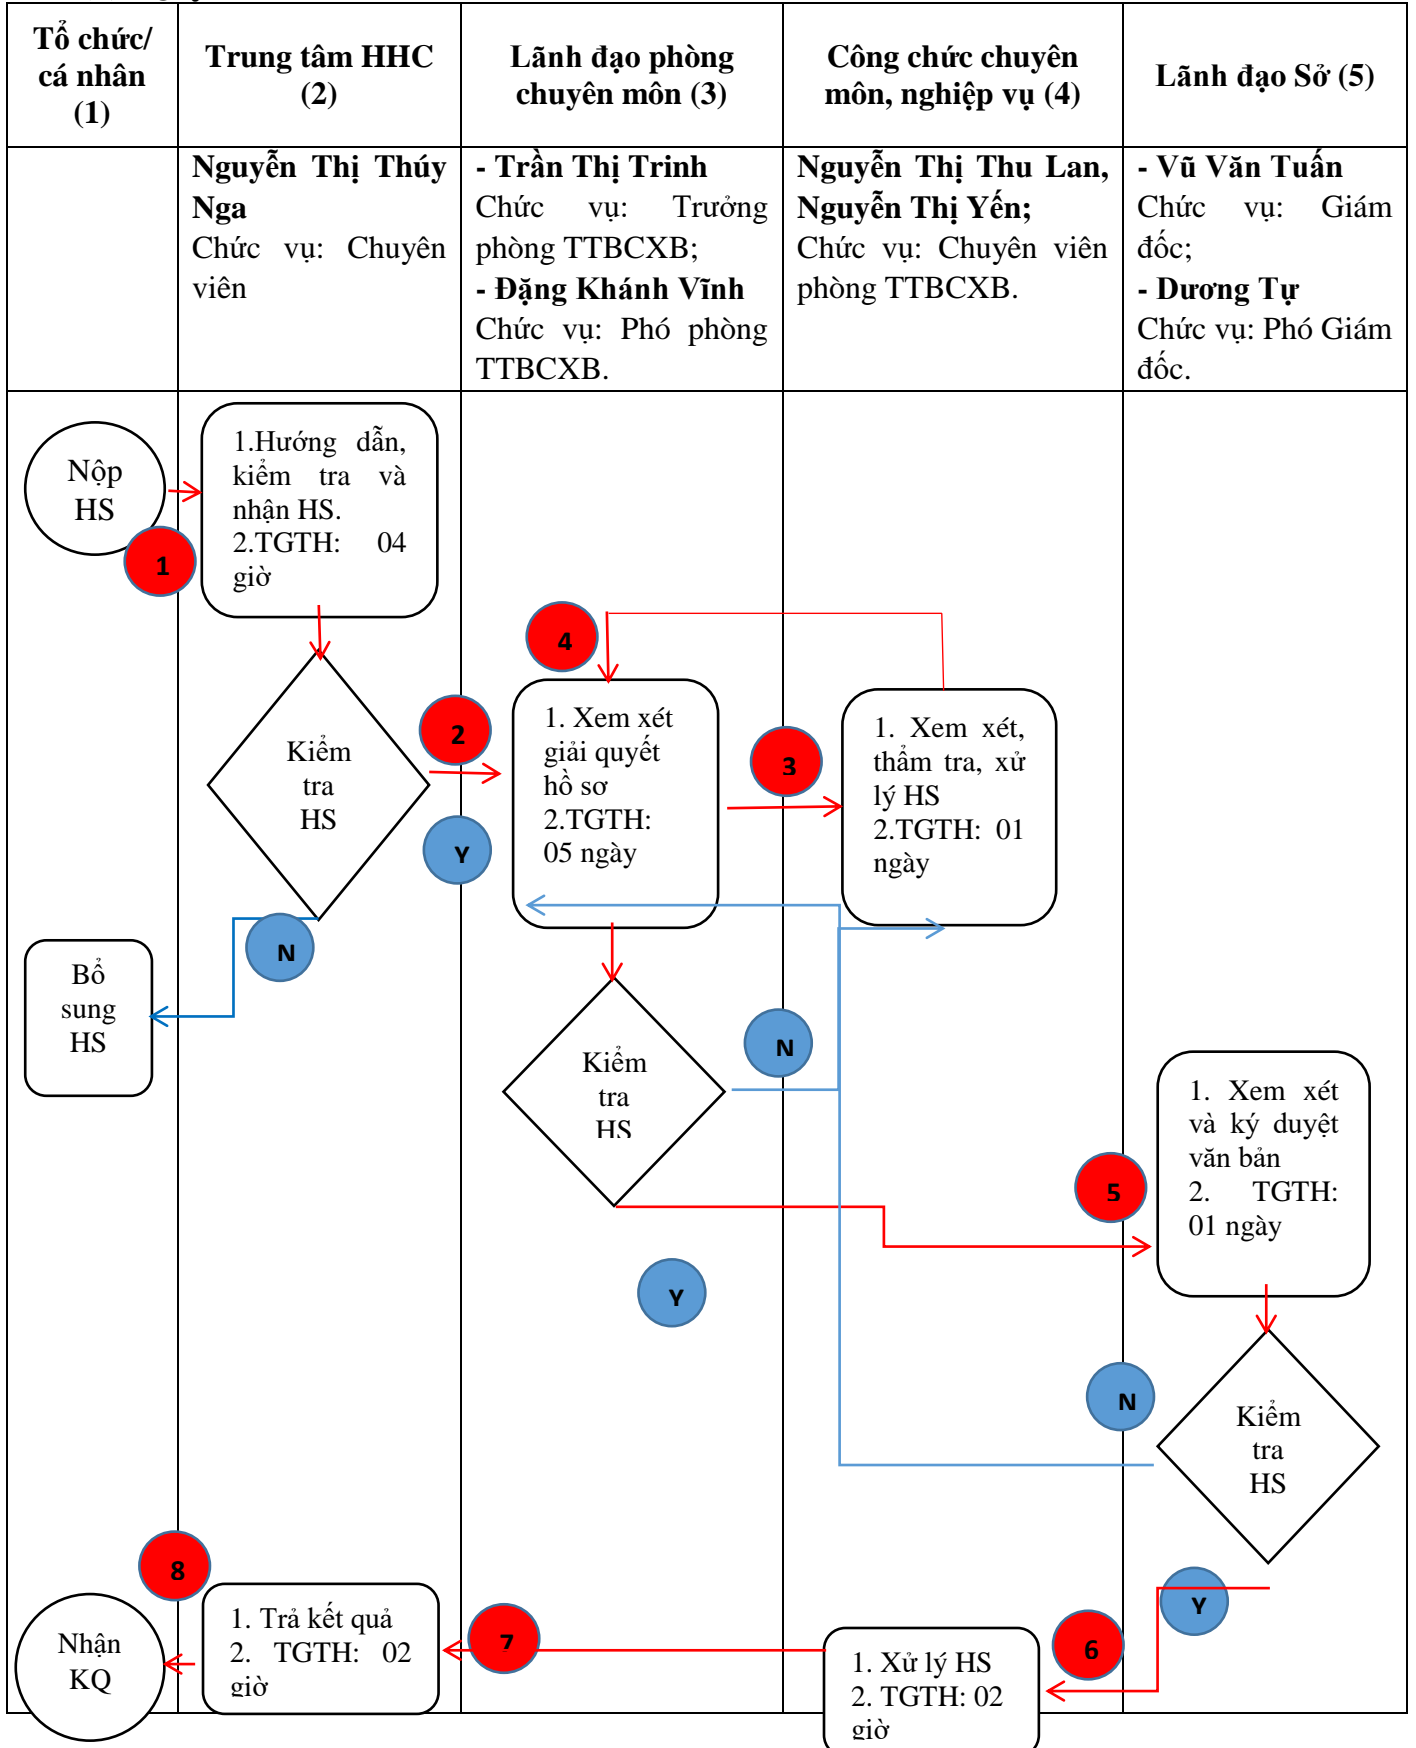 Tổ chức/
cá nhân
(1)
Trung tâm HHC
(2)
Lãnh đạo phòng
chuyên môn (3)
Công chức chuyên
môn, nghiệp vụ (4)
Lãnh đạo Sở (5)
Nguyễn Thị Thúy
Nga
Chức vụ: Chuyên
viên
- Trần Thị Trinh
Chức vụ: Trưởng
phòng TTBCXB;
- Đặng Khánh Vĩnh
Chức vụ: Phó phòng
TTBCXB.
Nguyễn Thị Thu Lan,
Nguyễn Thị Yến;
Chức vụ: Chuyên viên
phòng TTBCXB.
- Vũ Văn Tuấn
Chức vụ: Giám
đốc;
- Dương Tự
Chức vụ: Phó Giám
đốc.
Nộp
HS
1
1.Hướng dẫn,
kiểm tra và
nhận HS.
2.TGTH: 04
giờ
4
Kiểm
tra
HS
2
Y
1. Xem xét
giải quyết
hồ sơ
2.TGTH:
05 ngày
3
1. Xem xét,
thẩm tra, xử
lý HS
2.TGTH: 01
ngày
N
Bổ
sung
HS
Kiểm
tra
HS
N
5
1. Xem xét
và ký duyệt
văn bản
2. TGTH:
01 ngày
Y
N
Kiểm
tra
HS
8
Nhận
KQ
1. Trả kết quả
2. TGTH: 02
giờ
7
1. Xử lý HS
2. TGTH: 02
giờ
6
Y